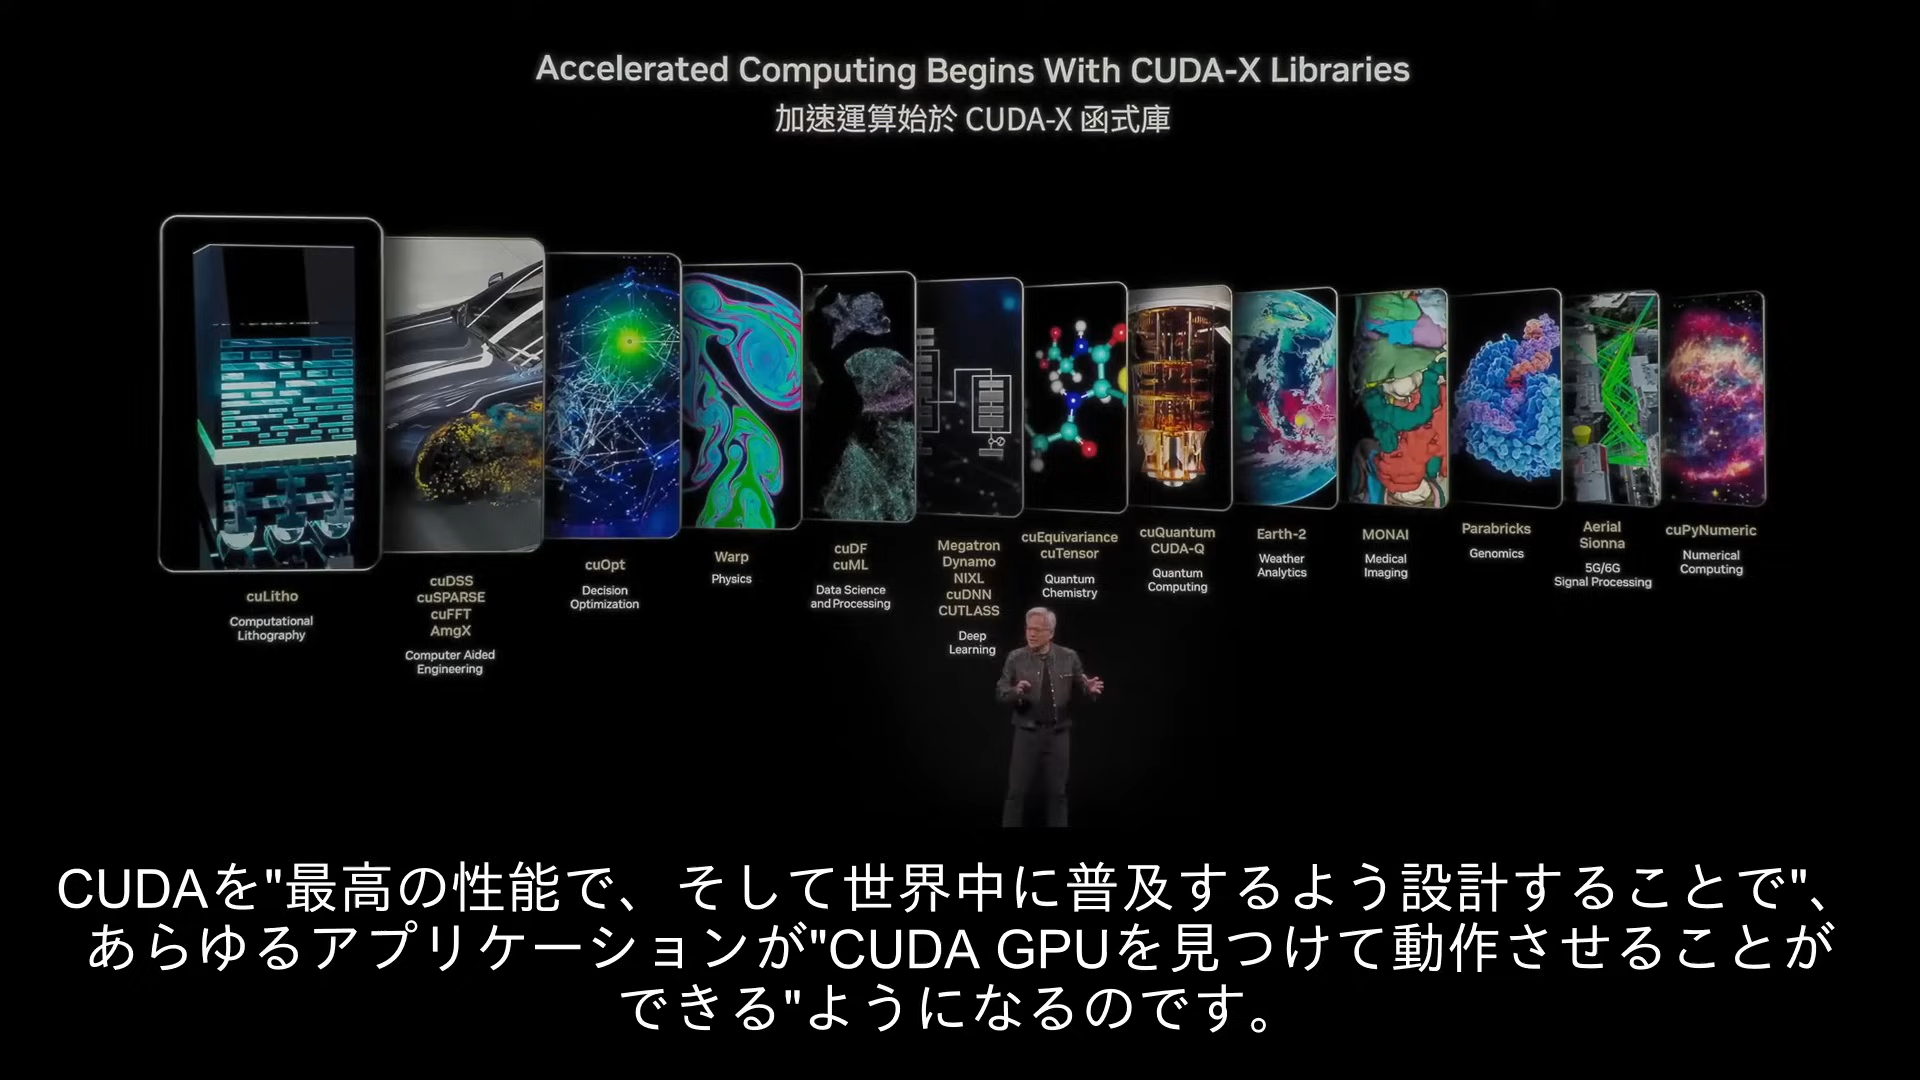 Accelerated Computing Begins With CUDA-X Libraries
加速運算始於 CUDA-X 函式庫
cuLitho
Computational
Lithography
cuDSS
cuSPARSE
cuFFT
AmgX
Computer Aided
Engineering
cuOpt
Decision
Optimization
Warp
Physics
cuDF
cuML
Data Science
and Processing
Megatron
Dynamo
NIXL
cuDNN
CUTLASS
Deep
Learning
cuEquivariance
cuTensor
Quantum
Chemistry
cuQuantum
CUDA-Q
Quantum
Computing
Earth-2
Weather
Analytics
MONAI
Medical
Imaging
Parabricks
Genomics
Aerial
Sionna
5G/6G
Signal Processing
cuPyNumeric
Numerical
Computing
CUDAを"最高の性能で、そして世界中に普及するよう設計することで"、
あらゆるアプリケーションが"CUDA GPUを見つけて動作させることが
できる"ようになるのです。